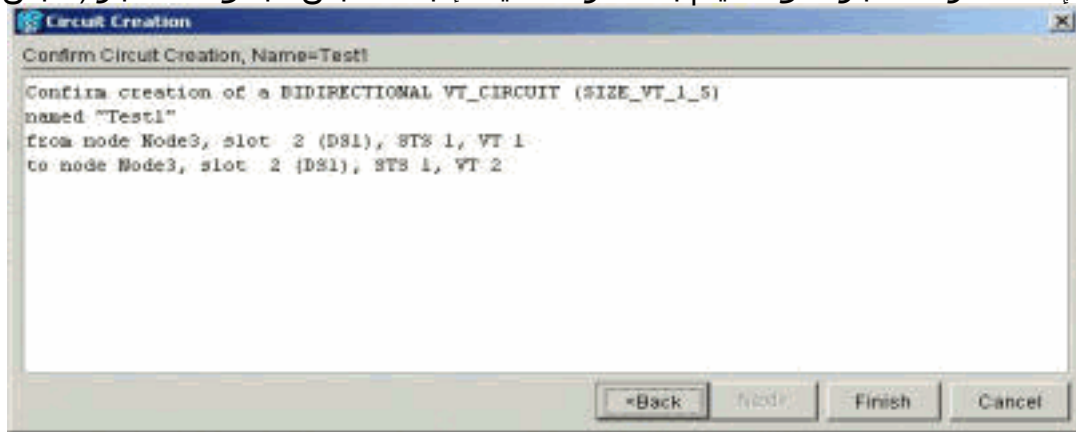 Circuit Creation
Confirm Circuit Creation, Name=Test1
Confirm creation of a BIDIRECTIONAL VT_CIRCUIT (SIZE_VT_1_5)
named "Test1"
from node Node3, slot 2 (DS1), STS 1, VT 1
to node Node3, slot 2 (DS1), STS 1, VT 2
<Back
Next>
Finish
Cancel